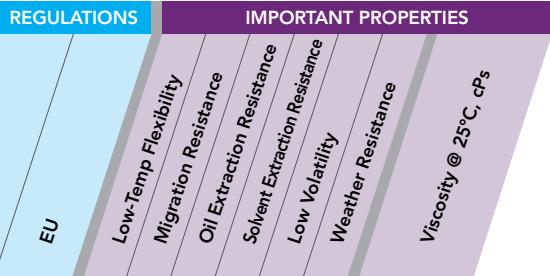 REGULATIONS
IMPORTANT PROPERTIES
EU
Low-Temp Flexibility
Migration Resistance
Oil Extraction Resistance
Solvent Extraction Resistance
Low Volatility
Weather Resistance
Viscosity @ 25°C, cPs